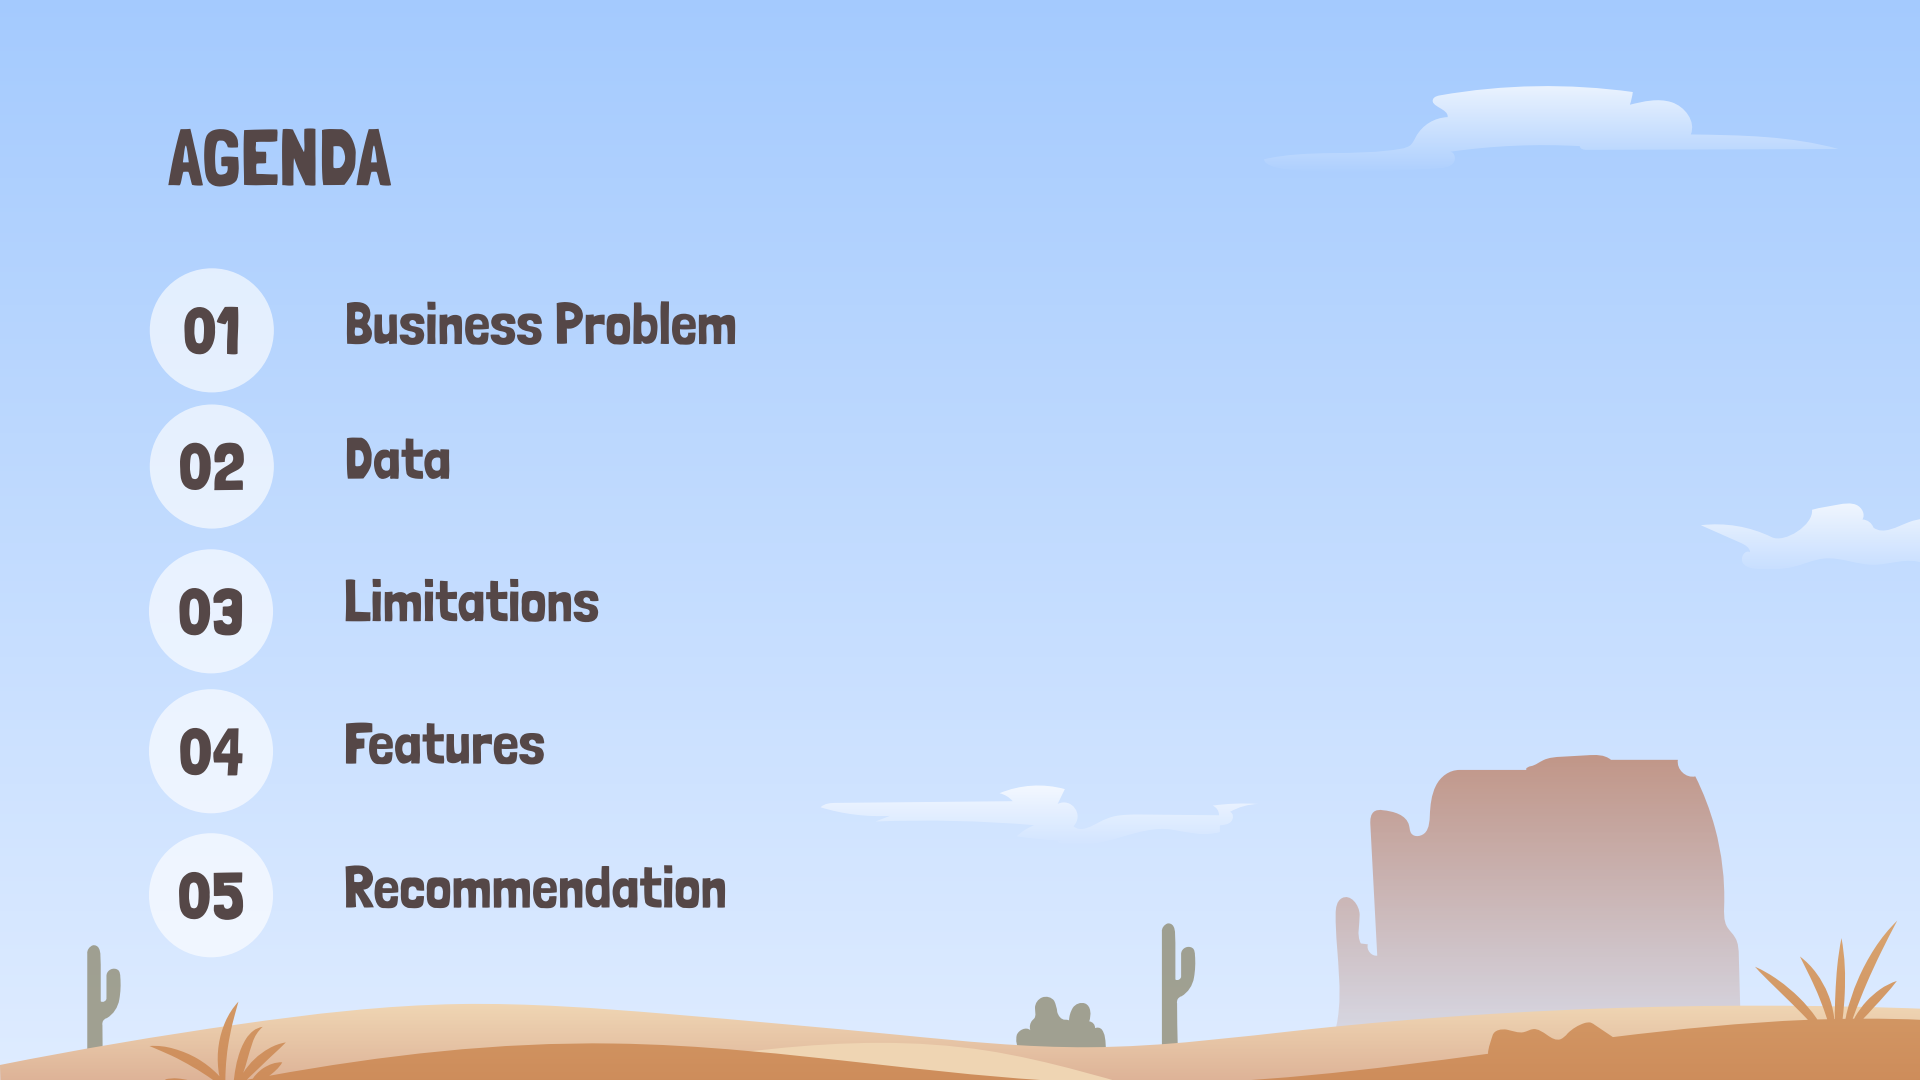 AGENDA
01 Business Problem
02 Data
03 Limitations
04 Features
05 Recommendation